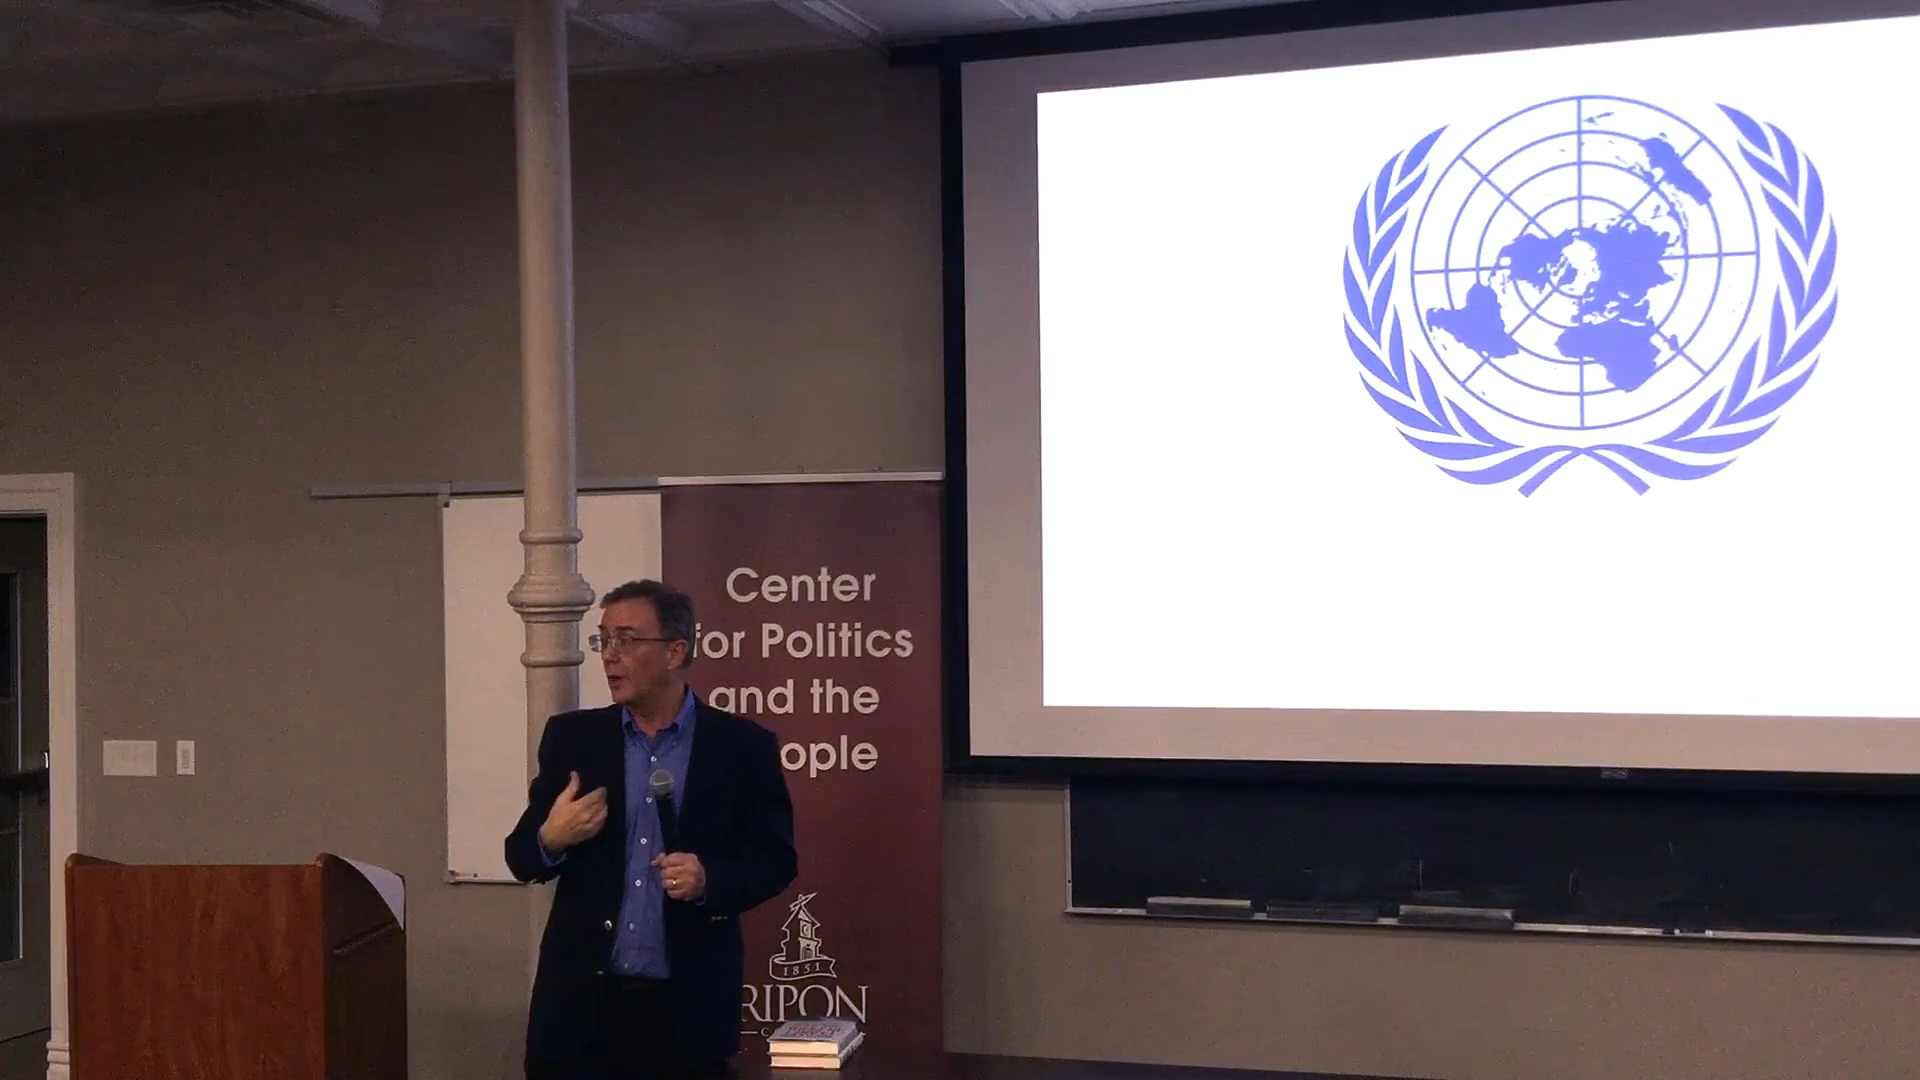 Center
for Politics
and the
ople
1851
RIPON